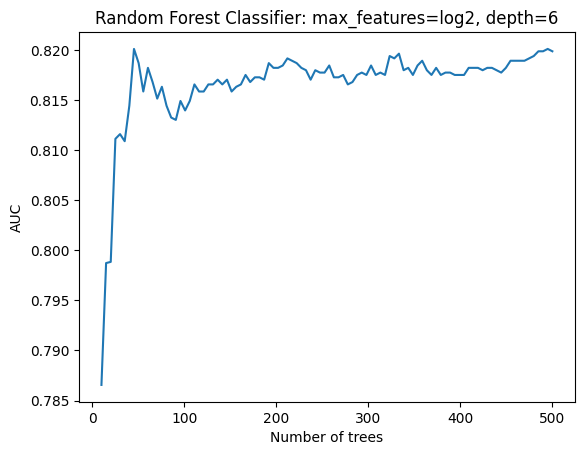 Random Forest Classifier: max_features=log2, depth=6
0.820
0.815
0.810
0.805
0.800
0.795
0.790
0.785
AUC
0 100 200 300 400 500
Number of trees